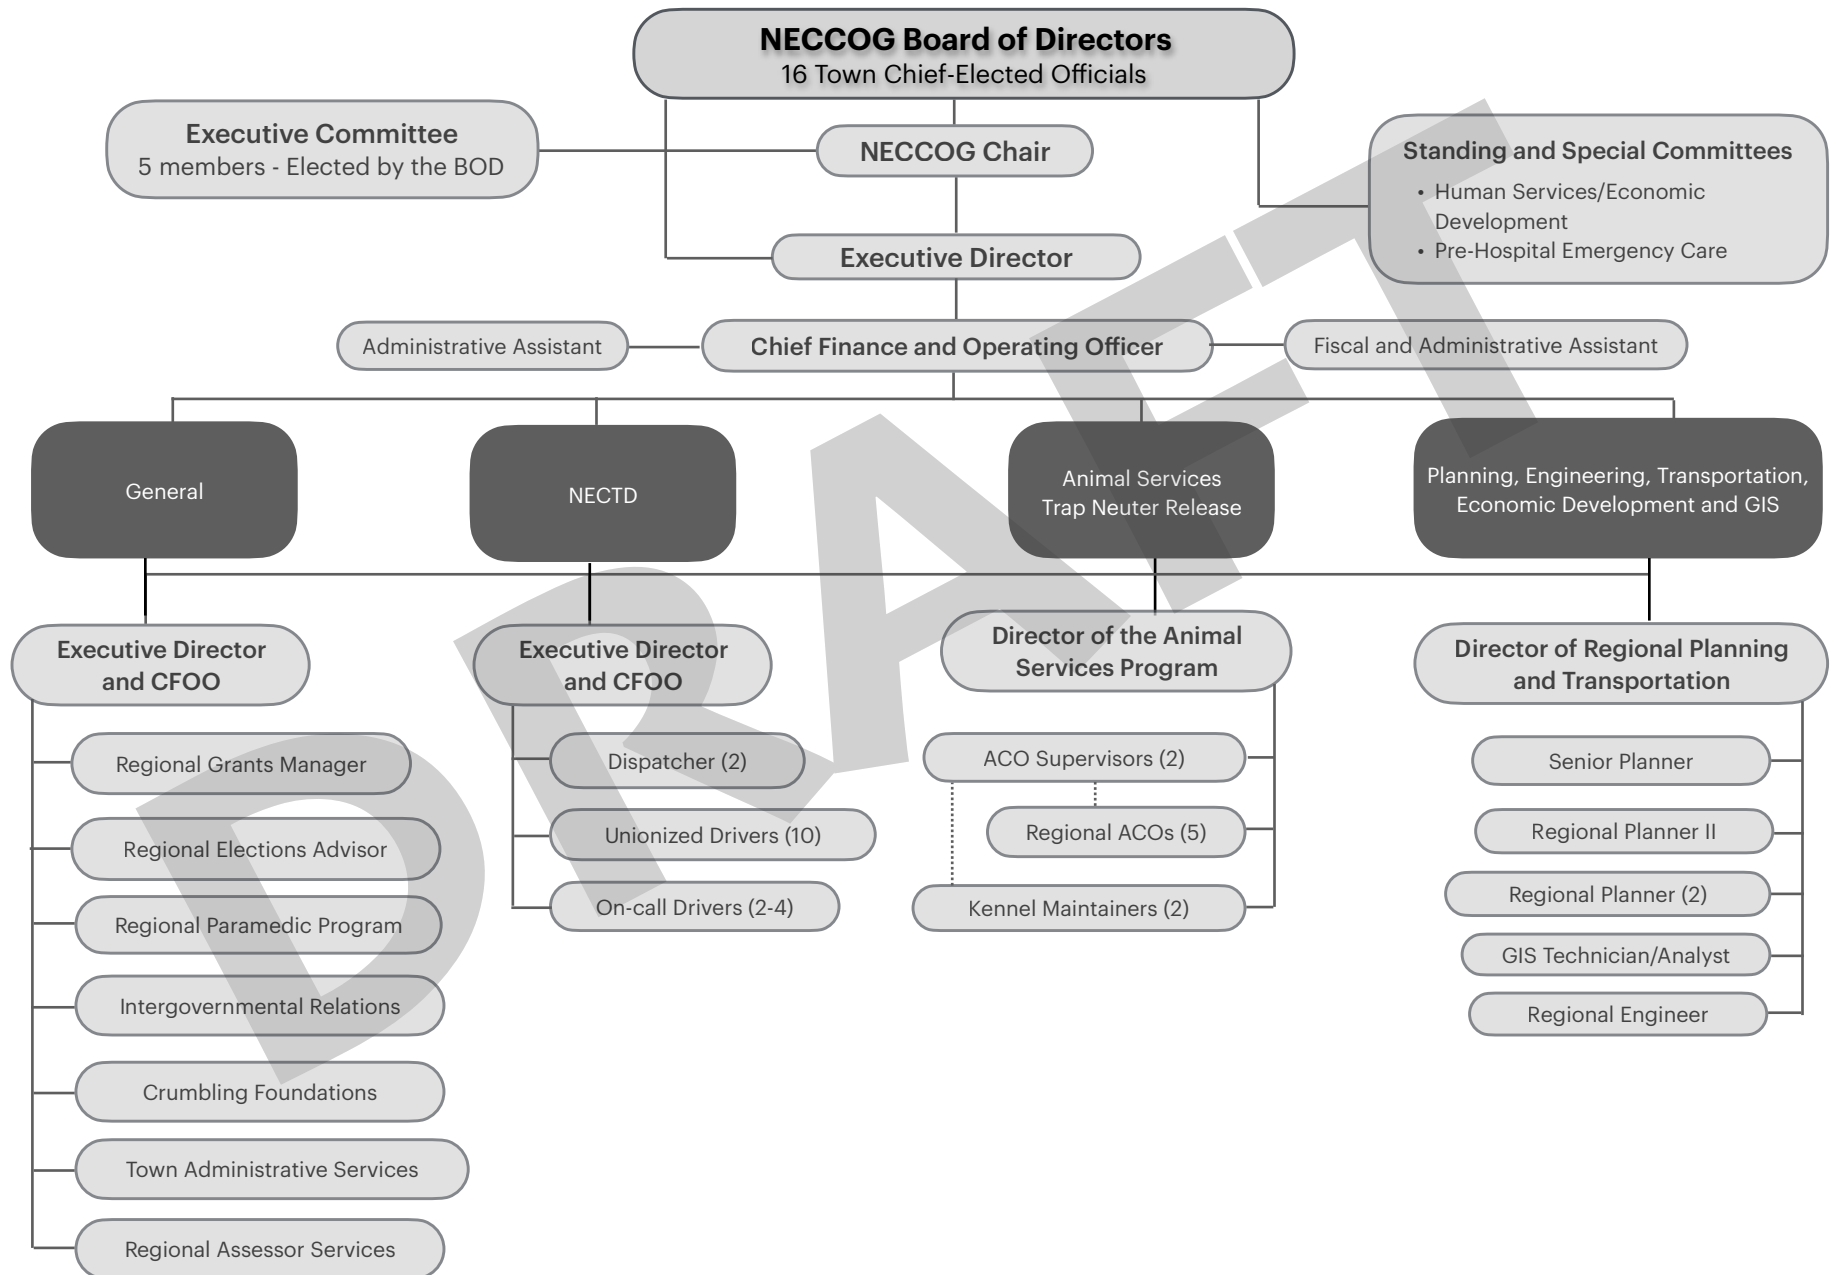 NECCOG Board of Directors
16 Town Chief-Elected Officials
Executive Committee
5 members - Elected by the BOD
NECCOG Chair
Standing and Special Committees
• Human Services/Economic
Development
• Pre-Hospital Emergency Care
Executive Director
Administrative Assistant
Chief Finance and Operating Officer
Fiscal and Administrative Assistant
General
NECTD
Animal Services
Trap Neuter Release
Planning, Engineering, Transportation,
Economic Development and GIS
Executive Director
and CFOO
Regional Grants Manager
Regional Elections Advisor
Regional Paramedic Program
Intergovernmental Relations
Crumbling Foundations
Town Administrative Services
Regional Assessor Services
Executive Director
and CFOO
Dispatcher (2)
Unionized Drivers (10)
On-call Drivers (2-4)
Director of the Animal
Services Program
ACO Supervisors (2)
Regional ACOs (5)
Kennel Maintainers (2)
Director of Regional Planning
and Transportation
Senior Planner
Regional Planner II
Regional Planner (2)
GIS Technician/Analyst
Regional Engineer
DRAFT